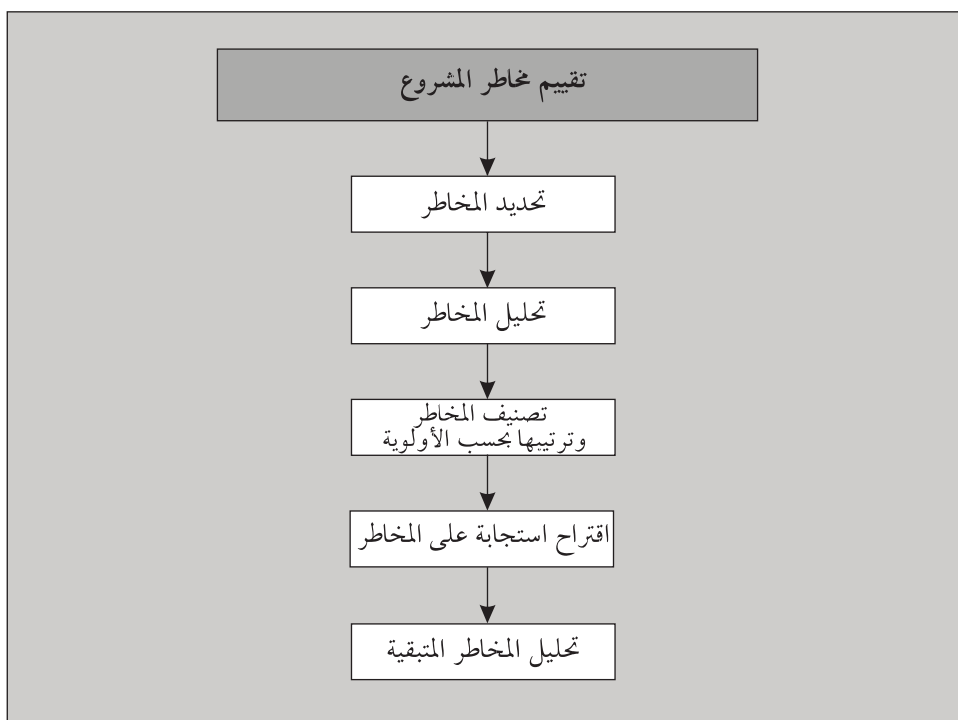 تقييم مخاطر المشروع
تحديد المخاطر
تحليل المخاطر
تصنيف المخاطر
وترتيبها بحسب الأولوية
اقتراح استجابة على المخاطر
تحليل المخاطر المتبقية